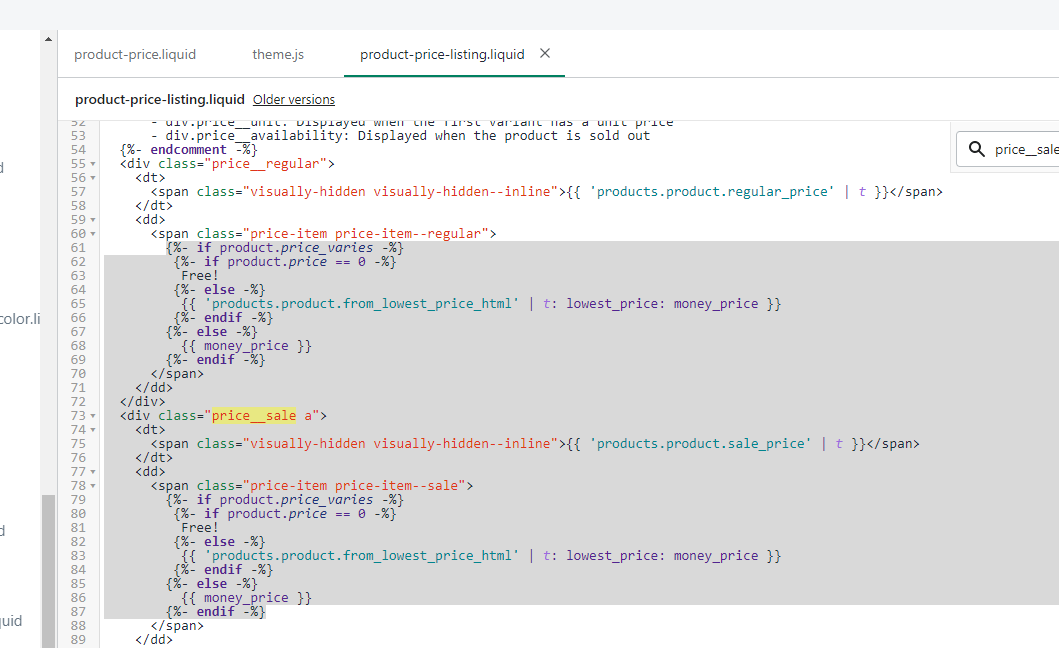 product-price.liquid theme.js product-price-listing.liquid ×
product-price-listing.liquid Older versions
52 - div.price__unit: Displayed when the first variant has a unit price
53 - div.price__availability: Displayed when the product is sold out
54 {%- endcomment -%}
55 <div class="price__regular">
56 <dt>
57 <span class="visually-hidden visually-hidden--inline">{{ 'products.product.regular_price' | t }}</span>
58 </dt>
59 <dd>
60 <span class="price-item price-item--regular">
61 {%- if product.price_varies -%}
62 {%- if product.price == 0 -%}
63 Free!
64 {%- else -%}
65 {{ 'products.product.from_lowest_price_html' | t: lowest_price: money_price }}
66 {%- endif -%}
67 {%- else -%}
68 {{ money_price }}
69 {%- endif -%}
70 </span>
71 </dd>
72 </div>
73 <div class="price__sale a">
74 <dt>
75 <span class="visually-hidden visually-hidden--inline">{{ 'products.product.sale_price' | t }}</span>
76 </dt>
77 <dd>
78 <span class="price-item price-item--sale">
79 {%- if product.price_varies -%}
80 {%- if product.price == 0 -%}
81 Free!
82 {%- else -%}
83 {{ 'products.product.from_lowest_price_html' | t: lowest_price: money_price }}
84 {%- endif -%}
85 {%- else -%}
86 {{ money_price }}
87 {%- endif -%}
88 </span>
89 </dd>
price__sale
d
color.li
d
quid